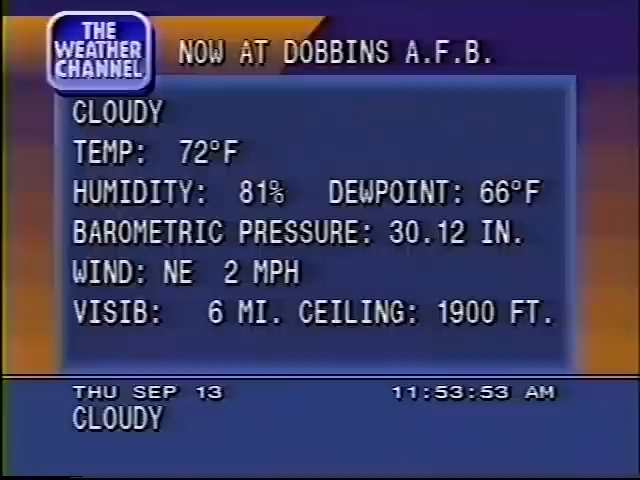 THE
WEATHER
CHANNEL
NOW AT DOBBINS A.F.B.
CLOUDY
TEMP: 72°F
HUMIDITY: 81% DEWPOINT: 66°F
BAROMETRIC PRESSURE: 30.12 IN.
WIND: NE 2 MPH
VISIB: 6 MI. CEILING: 1900 FT.
THU SEP 13 11:53:53 AM
CLOUDY